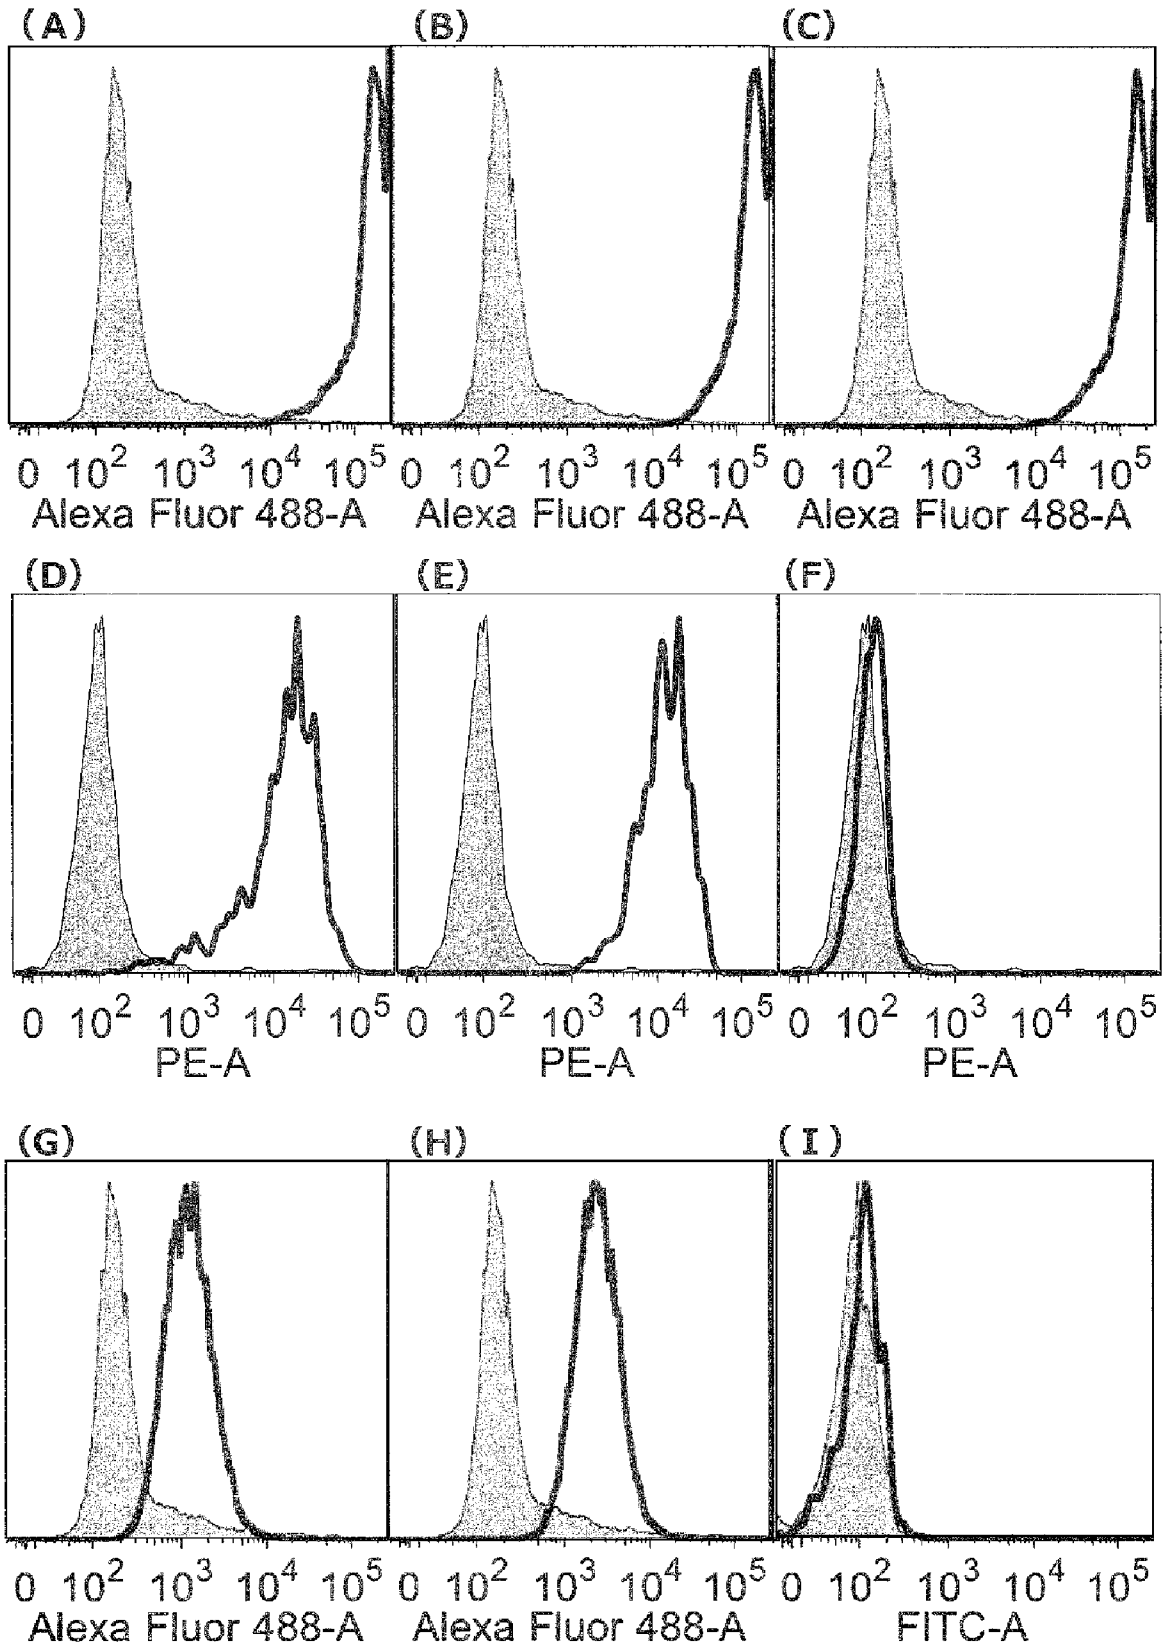 (A) (B) (C)
0 10² 10³ 10⁴ 10⁵ 0 10² 10³ 10⁴ 10⁵ 0 10² 10³ 10⁴ 10⁵
Alexa Fluor 488-A Alexa Fluor 488-A Alexa Fluor 488-A
(D) (E) (F)
0 10² 10³ 10⁴ 10⁵ 0 10² 10³ 10⁴ 10⁵ 0 10² 10³ 10⁴ 10⁵
PE-A PE-A PE-A
(G) (H) (I)
0 10² 10³ 10⁴ 10⁵ 0 10² 10³ 10⁴ 10⁵ 0 10² 10³ 10⁴ 10⁵
Alexa Fluor 488-A Alexa Fluor 488-A FITC-A